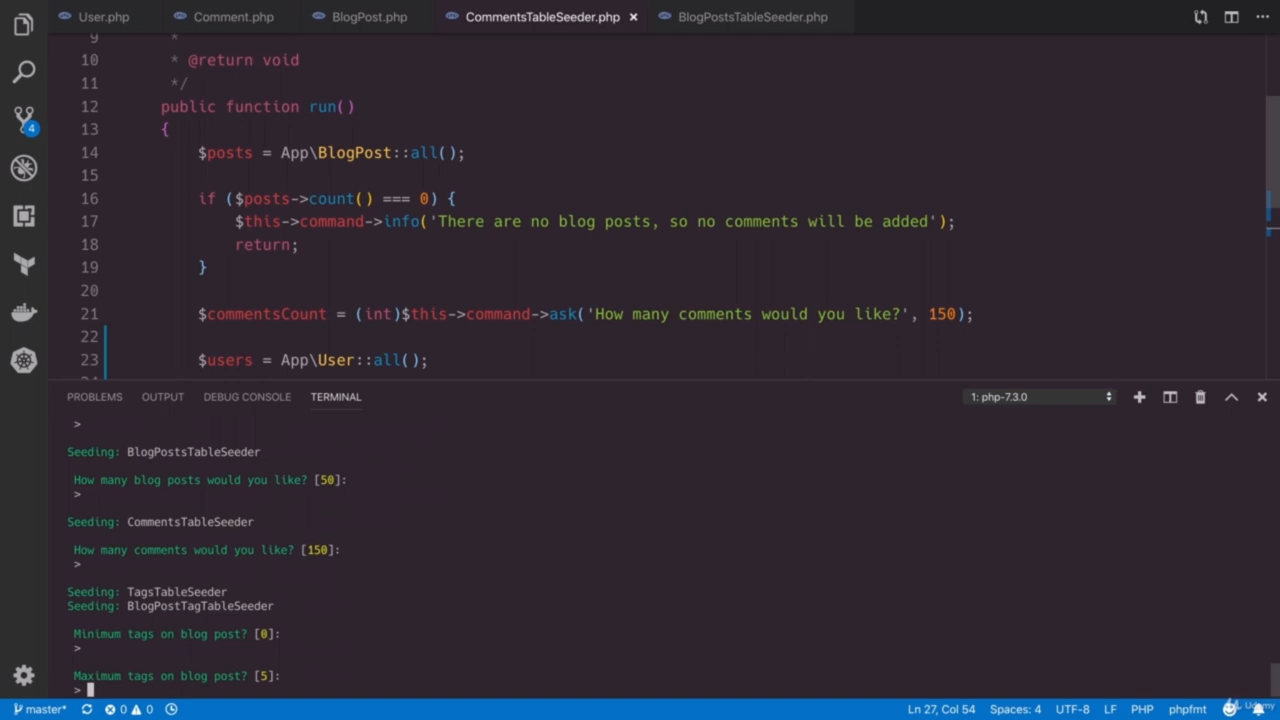 User.php
Comment.php
BlogPost.php
CommentsTableSeeder.php ×
BlogPostsTableSeeder.php
9 *
10 * @return void
11 */
12 public function run()
13 {
14 $posts = App\BlogPost::all();
15
16 if ($posts->count() === 0) {
17 $this->command->info('There are no blog posts, so no comments will be added');
18 return;
19 }
20
21 $commentsCount = (int)$this->command->ask('How many comments would you like?', 150);
22
23 $users = App\User::all();
4
PROBLEMS OUTPUT DEBUG CONSOLE TERMINAL 1: php-7.3.0
>
Seeding: BlogPostsTableSeeder
How many blog posts would you like? [50]:
>
Seeding: CommentsTableSeeder
How many comments would you like? [150]:
>
Seeding: TagsTableSeeder
Seeding: BlogPostTagTableSeeder
Minimum tags on blog post? [0]:
>
Maximum tags on blog post? [5]:
>
master* 0 0 Ln 27, Col 54 Spaces: 4 UTF-8 LF PHP phpfmt Udemy